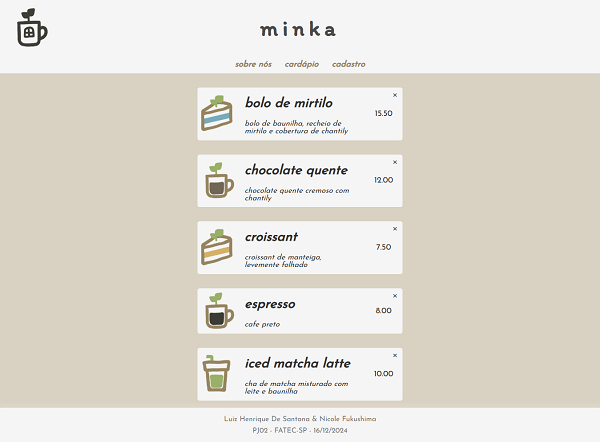 minka
sobre nós cardápio cadastro
×
bolo de mirtilo
15.50
bolo de baunilha, recheio de
mirtilo e cobertura de chantily
×
chocolate quente
12.00
chocolate quente cremoso com
chantily
×
croissant
7.50
croissant de manteiga,
levemente folhado
×
espresso
8.00
cafe preto
×
iced matcha latte
10.00
cha de matcha misturado com
leite e baunilha
Luiz Henrique De Santana & Nicole Fukushima
PJ02 - FATEC-SP - 16/12/2024